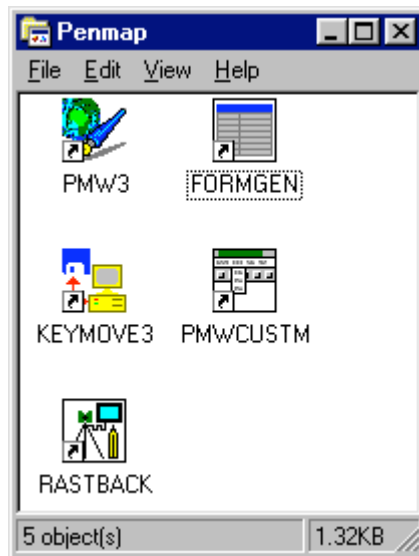 Penmap
File Edit View Help
PMW3 FORMGEN
KEYMOVE3 PMWCUSTM
RASTBACK
5 object(s) 1.32KB